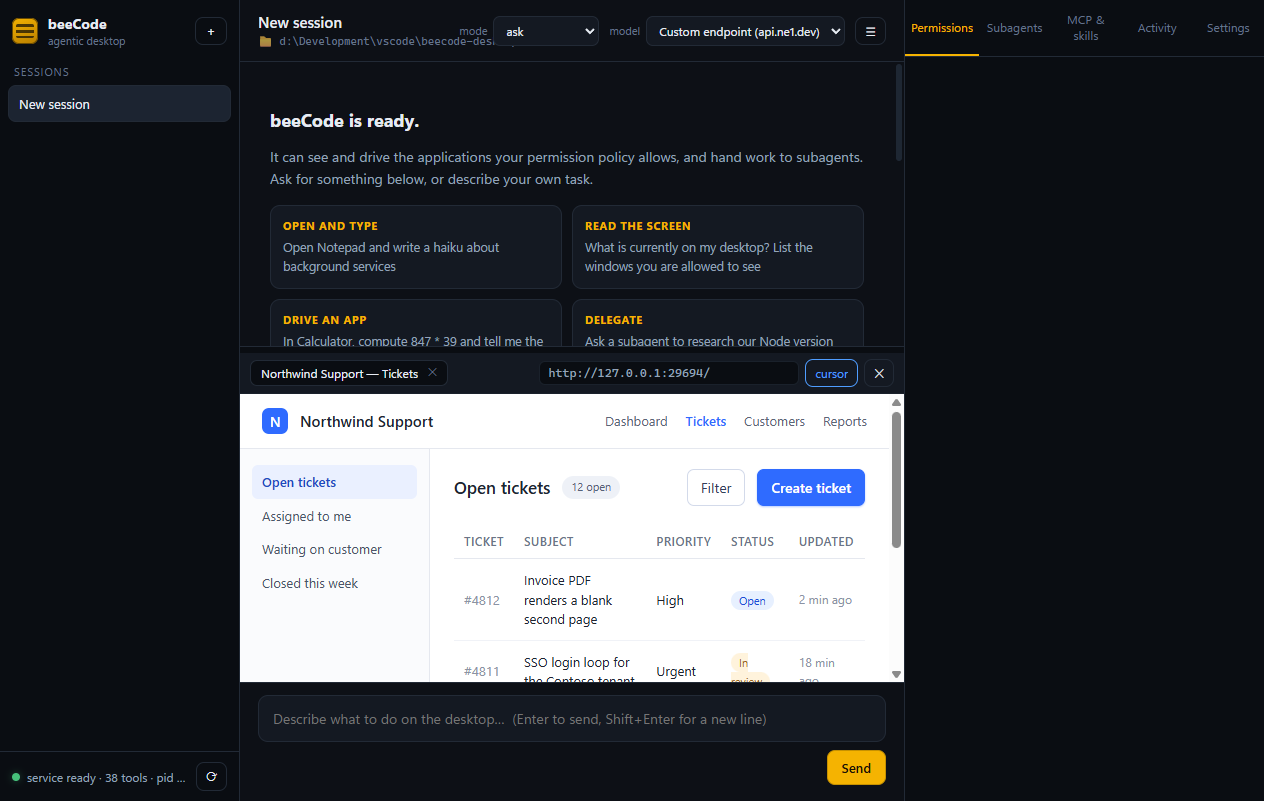 beeCode
agentic desktop
+
SESSIONS
New session
service ready · 38 tools · pid ...
New session
d:\Development\vscode\beecode-des
mode
ask
model
Custom endpoint (api.ne1.dev)
☰
beeCode is ready.
It can see and drive the applications your permission policy allows, and hand work to subagents.
Ask for something below, or describe your own task.
OPEN AND TYPE
Open Notepad and write a haiku about
background services
READ THE SCREEN
What is currently on my desktop? List the
windows you are allowed to see
DRIVE AN APP
In Calculator, compute 847 * 39 and tell me the
DELEGATE
Ask a subagent to research our Node version
Northwind Support — Tickets
http://127.0.0.1:29694/
cursor
N
Northwind Support
Dashboard
Tickets
Customers
Reports
Open tickets
Assigned to me
Waiting on customer
Closed this week
Open tickets
12 open
Filter
Create ticket
TICKET SUBJECT PRIORITY STATUS UPDATED
#4812
Invoice PDF
renders a blank
second page
High
Open
2 min ago
#4811
SSO login loop for
the Contoso tenant
Urgent
In
review
18 min
ago
Describe what to do on the desktop... (Enter to send, Shift+Enter for a new line)
Send
Permissions
Subagents
MCP &
skills
Activity
Settings